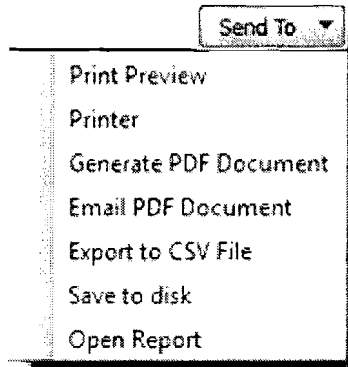 Send To
Print Preview
Printer
Generate PDF Document
Email PDF Document
Export to CSV File
Save to disk
Open Report